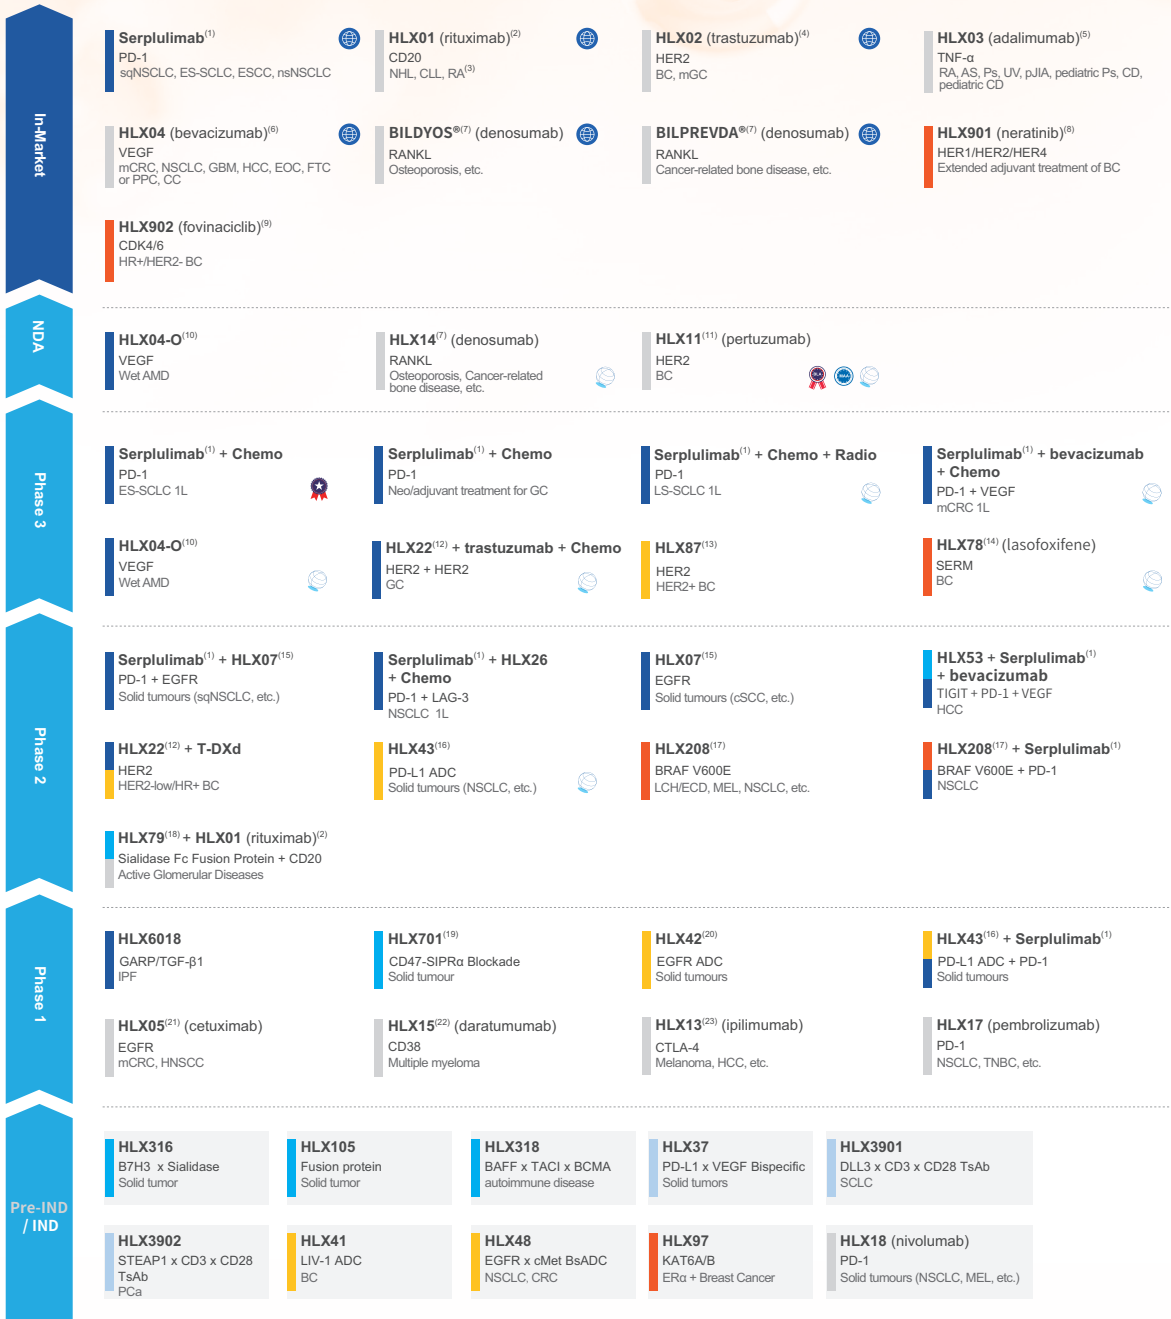 In-Market
Serplulimab(1)
PD-1
sqNSCLC, ES-SCLC, ESCC, nsNSCLC
HLX01 (rituximab)(2)
CD20
NHL, CLL, RA(3)
HLX02 (trastuzumab)(4)
HER2
BC, mGC
HLX03 (adalimumab)(5)
TNF-α
RA, AS, Ps, UV, pJIA, pediatric Ps, CD,
pediatric CD
HLX04 (bevacizumab)(6)
VEGF
mCRC, NSCLC, GBM, HCC, EOC, FTC
or PPC, CC
BILDYOS®(7) (denosumab)
RANKL
Osteoporosis, etc.
BILPREVDA®(7) (denosumab)
RANKL
Cancer-related bone disease, etc.
HLX901 (neratinib)(8)
HER1/HER2/HER4
Extended adjuvant treatment of BC
HLX902 (fovinaciclib)(9)
CDK4/6
HR+/HER2- BC
NDA
HLX04-O(10)
VEGF
Wet AMD
HLX14(7) (denosumab)
RANKL
Osteoporosis, Cancer-related
bone disease, etc.
HLX11(11) (pertuzumab)
HER2
BC
Phase 3
Serplulimab(1) + Chemo
PD-1
ES-SCLC 1L
Serplulimab(1) + Chemo
PD-1
Neo/adjuvant treatment for GC
Serplulimab(1) + Chemo + Radio
PD-1
LS-SCLC 1L
Serplulimab(1) + bevacizumab
+ Chemo
PD-1 + VEGF
mCRC 1L
HLX04-O(10)
VEGF
Wet AMD
HLX22(12) + trastuzumab + Chemo
HER2 + HER2
GC
HLX87(13)
HER2
HER2+ BC
HLX78(14) (lasofoxifene)
SERM
BC
Phase 2
Serplulimab(1) + HLX07(15)
PD-1 + EGFR
Solid tumours (sqNSCLC, etc.)
Serplulimab(1) + HLX26
+ Chemo
PD-1 + LAG-3
NSCLC 1L
HLX07(15)
EGFR
Solid tumours (cSCC, etc.)
HLX53 + Serplulimab(1)
+ bevacizumab
TIGIT + PD-1 + VEGF
HCC
HLX22(12) + T-DXd
HER2
HER2-low/HR+ BC
HLX43(16)
PD-L1 ADC
Solid tumours (NSCLC, etc.)
HLX208(17)
BRAF V600E
LCH/ECD, MEL, NSCLC, etc.
HLX208(17) + Serplulimab(1)
BRAF V600E + PD-1
NSCLC
HLX79(18) + HLX01 (rituximab)(2)
Sialidase Fc Fusion Protein + CD20
Active Glomerular Diseases
Phase 1
HLX6018
GARP/TGF-β1
IPF
HLX701(19)
CD47-SIPRα Blockade
Solid tumour
HLX42(20)
EGFR ADC
Solid tumours
HLX43(16) + Serplulimab(1)
PD-L1 ADC + PD-1
Solid tumours
HLX05(21) (cetuximab)
EGFR
mCRC, HNSCC
HLX15(22) (daratumumab)
CD38
Multiple myeloma
HLX13(23) (ipilimumab)
CTLA-4
Melanoma, HCC, etc.
HLX17 (pembrolizumab)
PD-1
NSCLC, TNBC, etc.
Pre-IND
/ IND
HLX316
B7H3 x Sialidase
Solid tumor
HLX105
Fusion protein
Solid tumor
HLX318
BAFF x TACI x BCMA
autoimmune disease
HLX37
PD-L1 x VEGF Bispecific
Solid tumors
HLX3901
DLL3 x CD3 x CD28 TsAb
SCLC
HLX3902
STEAP1 x CD3 x CD28
TsAb
PCa
HLX41
LIV-1 ADC
BC
HLX48
EGFR x cMet BsADC
NSCLC, CRC
HLX97
KAT6A/B
ERα + Breast Cancer
HLX18 (nivolumab)
PD-1
Solid tumours (NSCLC, MEL, etc.)